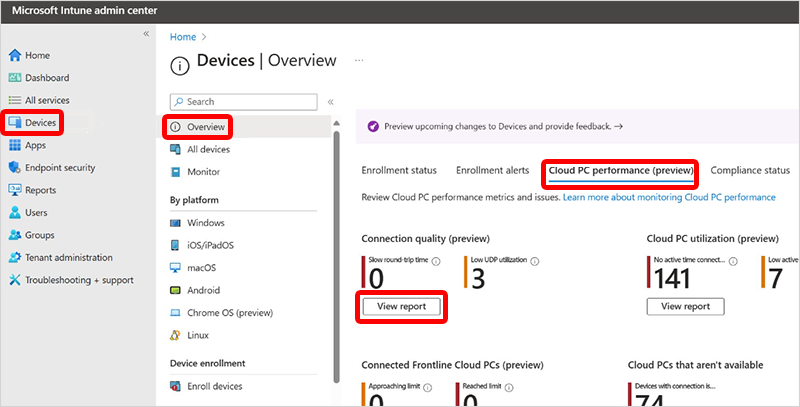 Microsoft Intune admin center
«
Home
Dashboard
All services
Devices
Apps
Endpoint security
Reports
Users
Groups
Tenant administration
Troubleshooting + support
Home >
Devices | Overview ...
Search «
Overview
All devices
Monitor
By platform
Windows
iOS/iPadOS
macOS
Android
Chrome OS (preview)
Linux
Device enrollment
Enroll devices
Preview upcoming changes to Devices and provide feedback. →
Enrollment status Enrollment alerts Cloud PC performance (preview) Compliance status
Review Cloud PC performance metrics and issues. Learn more about monitoring Cloud PC performance
Connection quality (preview)
Slow round-trip time
0
Low UDP utilization
3
View report
Cloud PC utilization (preview)
No active time connect...
141
Low active
7
View report
Connected Frontline Cloud PCs (preview)
Approaching limit
0
Reached limit
0
Cloud PCs that aren't available
Devices with connection is...
74